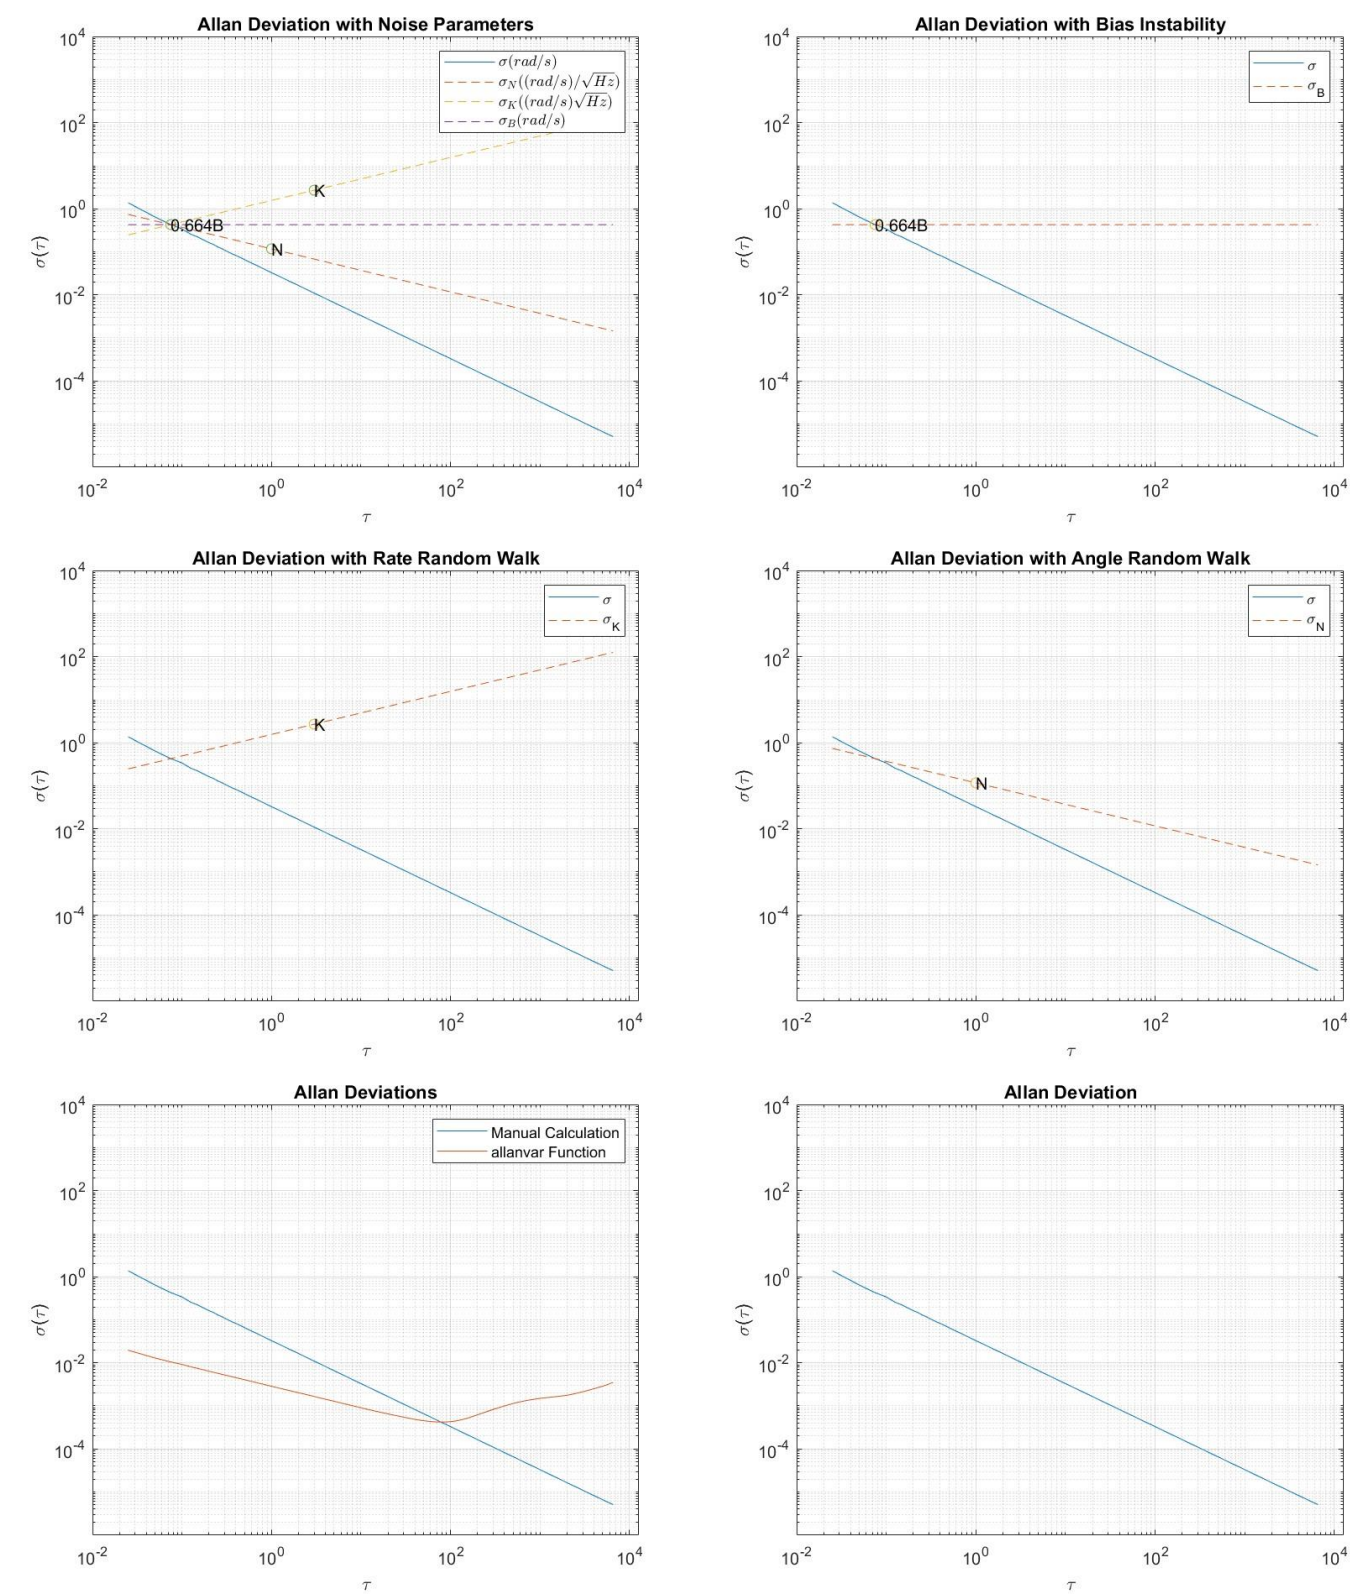 Allan Deviation with Noise Parameters
10^4
10^2
10^0
10^-2
10^-4
σ(τ)
σ(rad/s)
σ_N((rad/s)/√Hz)
σ_K((rad/s)√Hz)
σ_B(rad/s)
K
0.664B
N
10^-2
10^0
10^2
10^4
τ
Allan Deviation with Bias Instability
10^4
10^2
10^0
10^-2
10^-4
σ(τ)
σ
σ_B
0.664B
10^-2
10^0
10^2
10^4
τ
Allan Deviation with Rate Random Walk
10^4
10^2
10^0
10^-2
10^-4
σ(τ)
σ
σ_K
K
10^-2
10^0
10^2
10^4
τ
Allan Deviation with Angle Random Walk
10^4
10^2
10^0
10^-2
10^-4
σ(τ)
σ
σ_N
N
10^-2
10^0
10^2
10^4
τ
Allan Deviations
10^4
10^2
10^0
10^-2
10^-4
σ(τ)
Manual Calculation
allanvar Function
10^-2
10^0
10^2
10^4
τ
Allan Deviation
10^4
10^2
10^0
10^-2
10^-4
σ(τ)
10^-2
10^0
10^2
10^4
τ